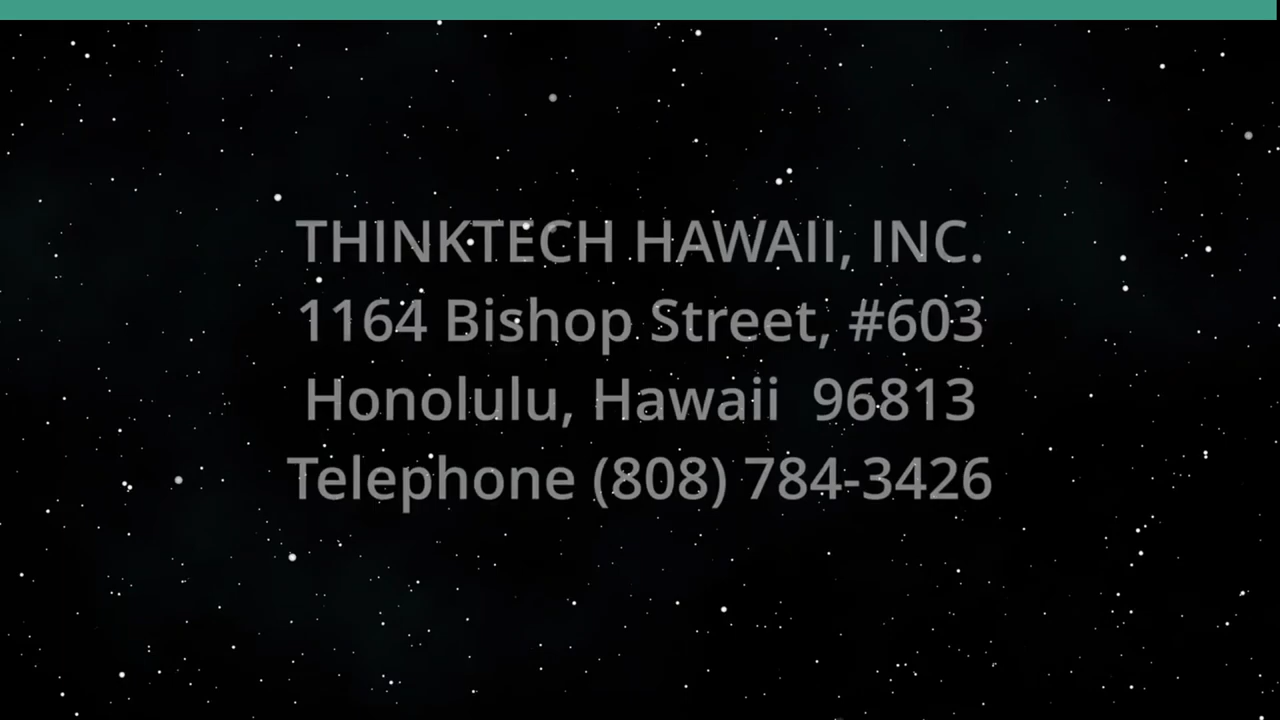 THINKTECH HAWAII, INC.
1164 Bishop Street, #603
Honolulu, Hawaii  96813
Telephone (808) 784-3426